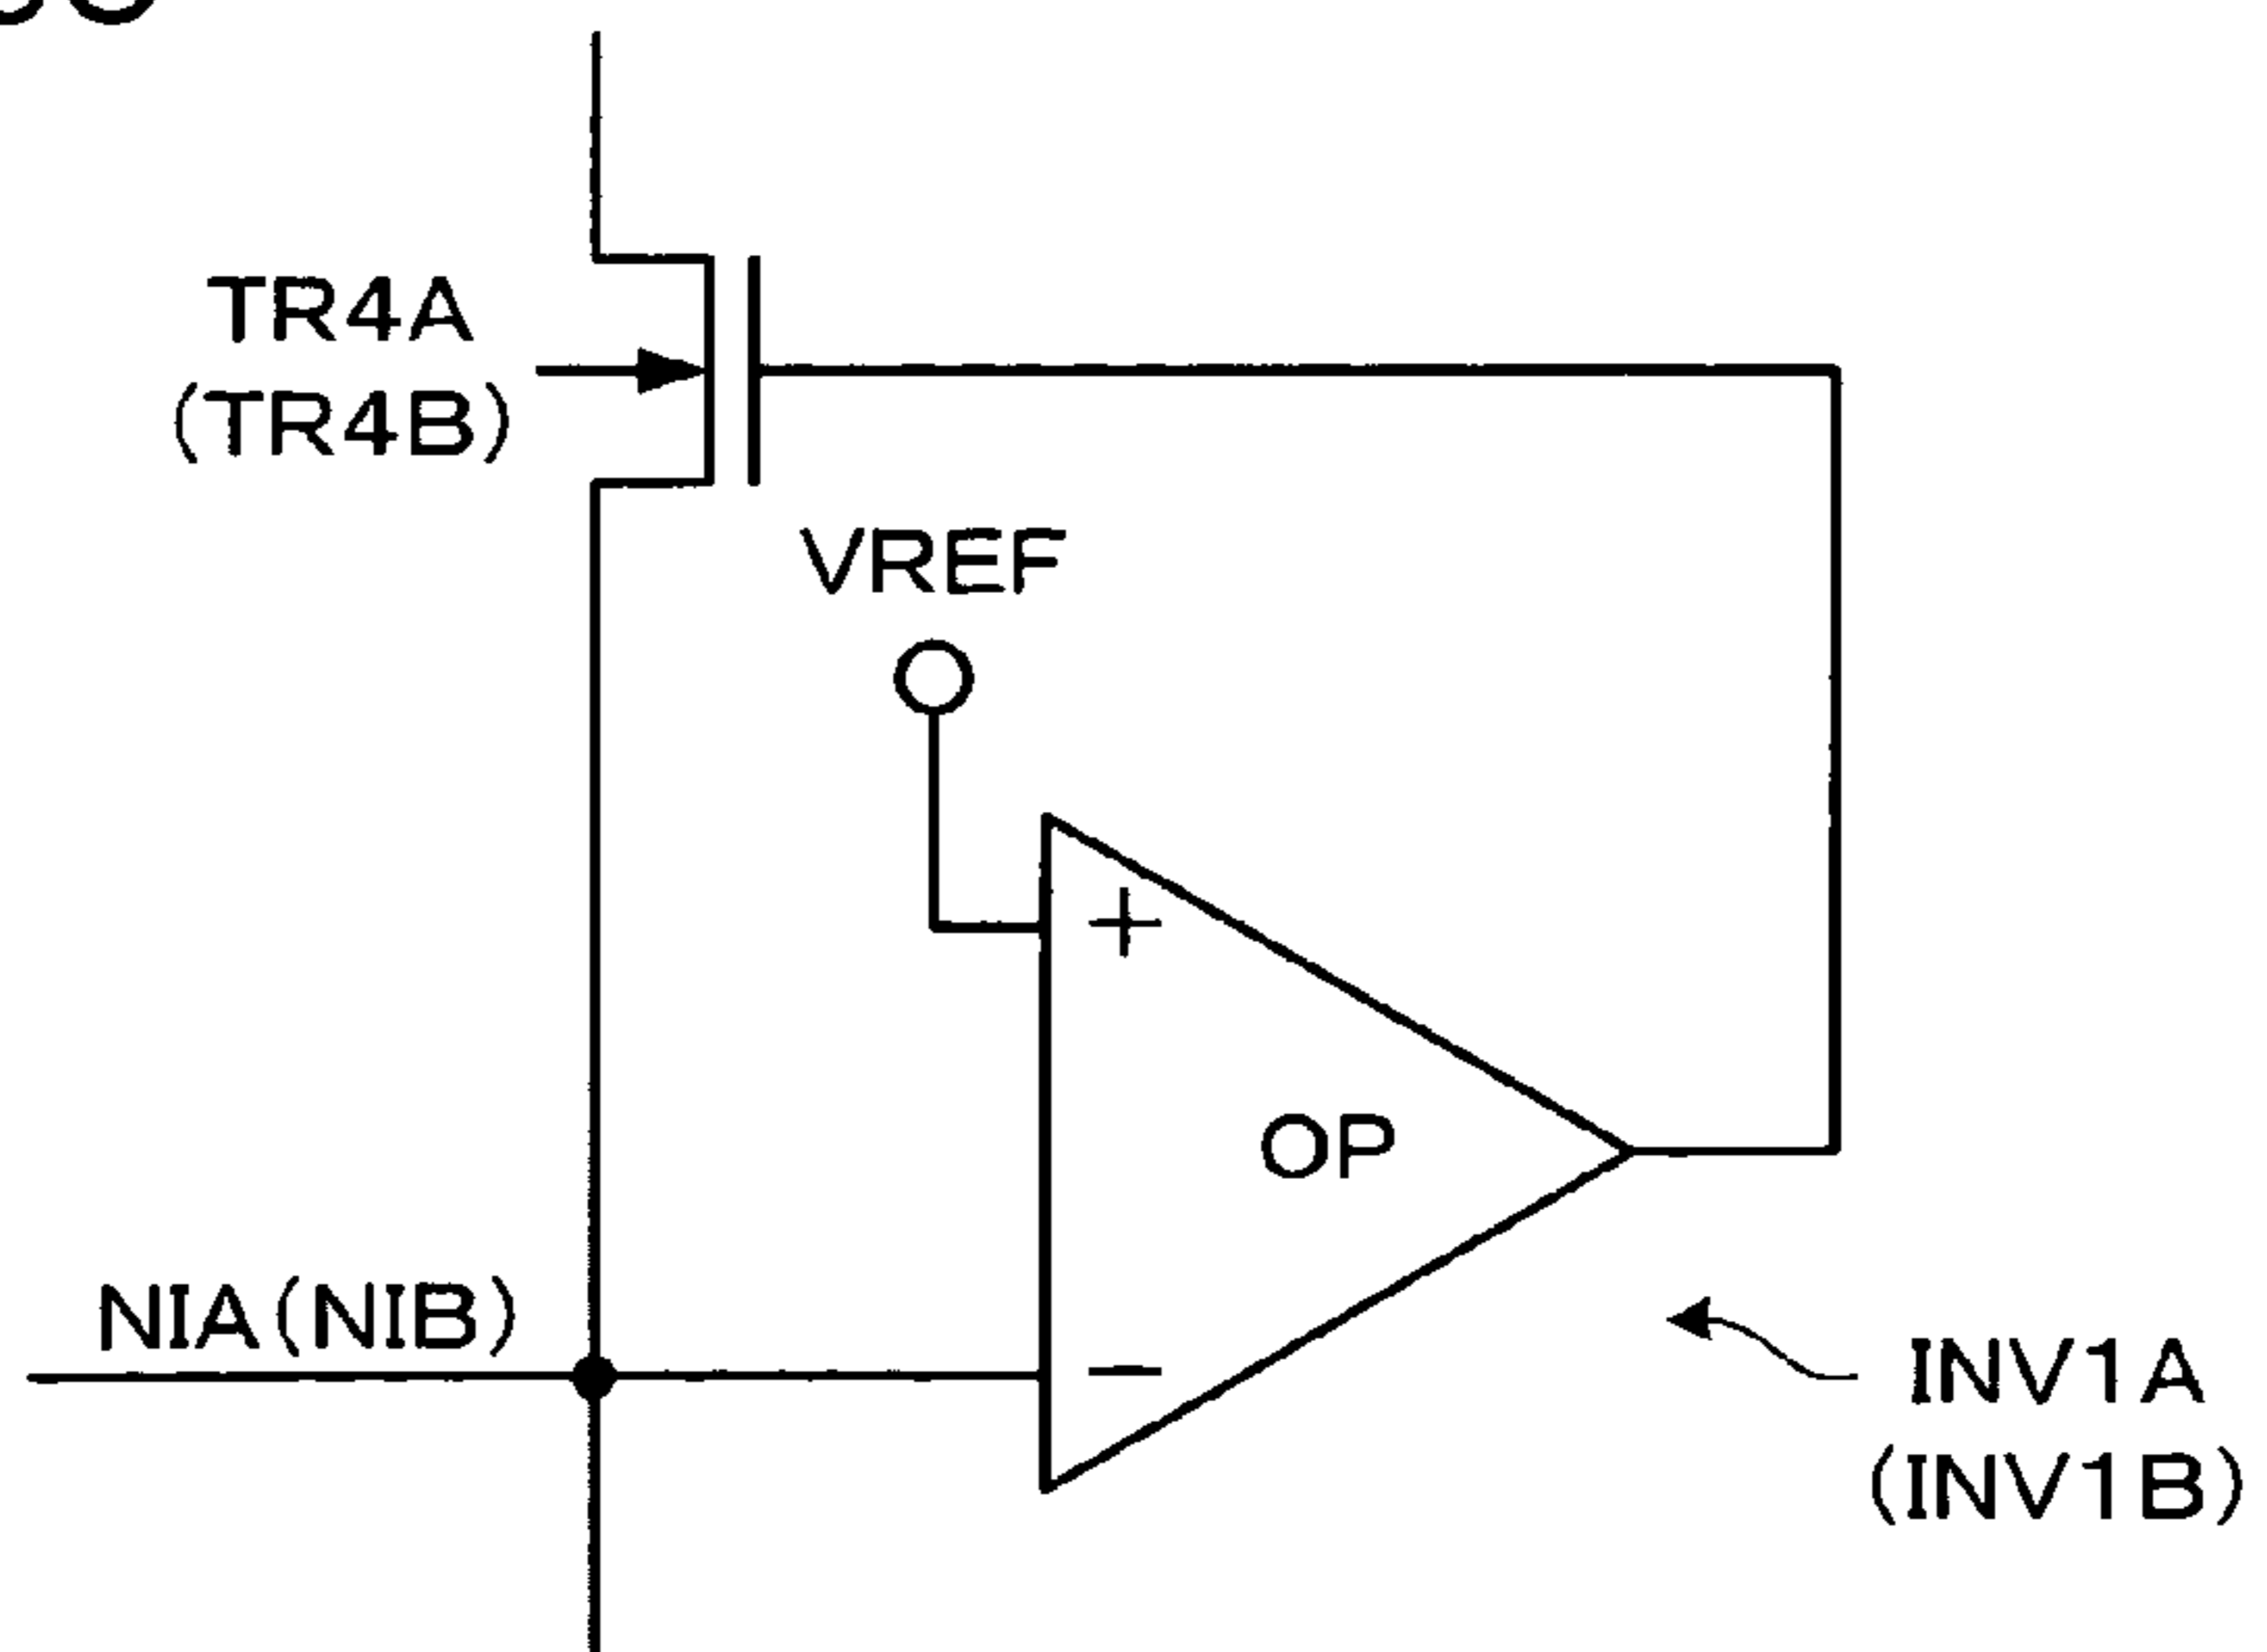 TR4A
(TR4B)
VREF
+
OP
NIA(NIB)
−
INV1A
(INV1B)